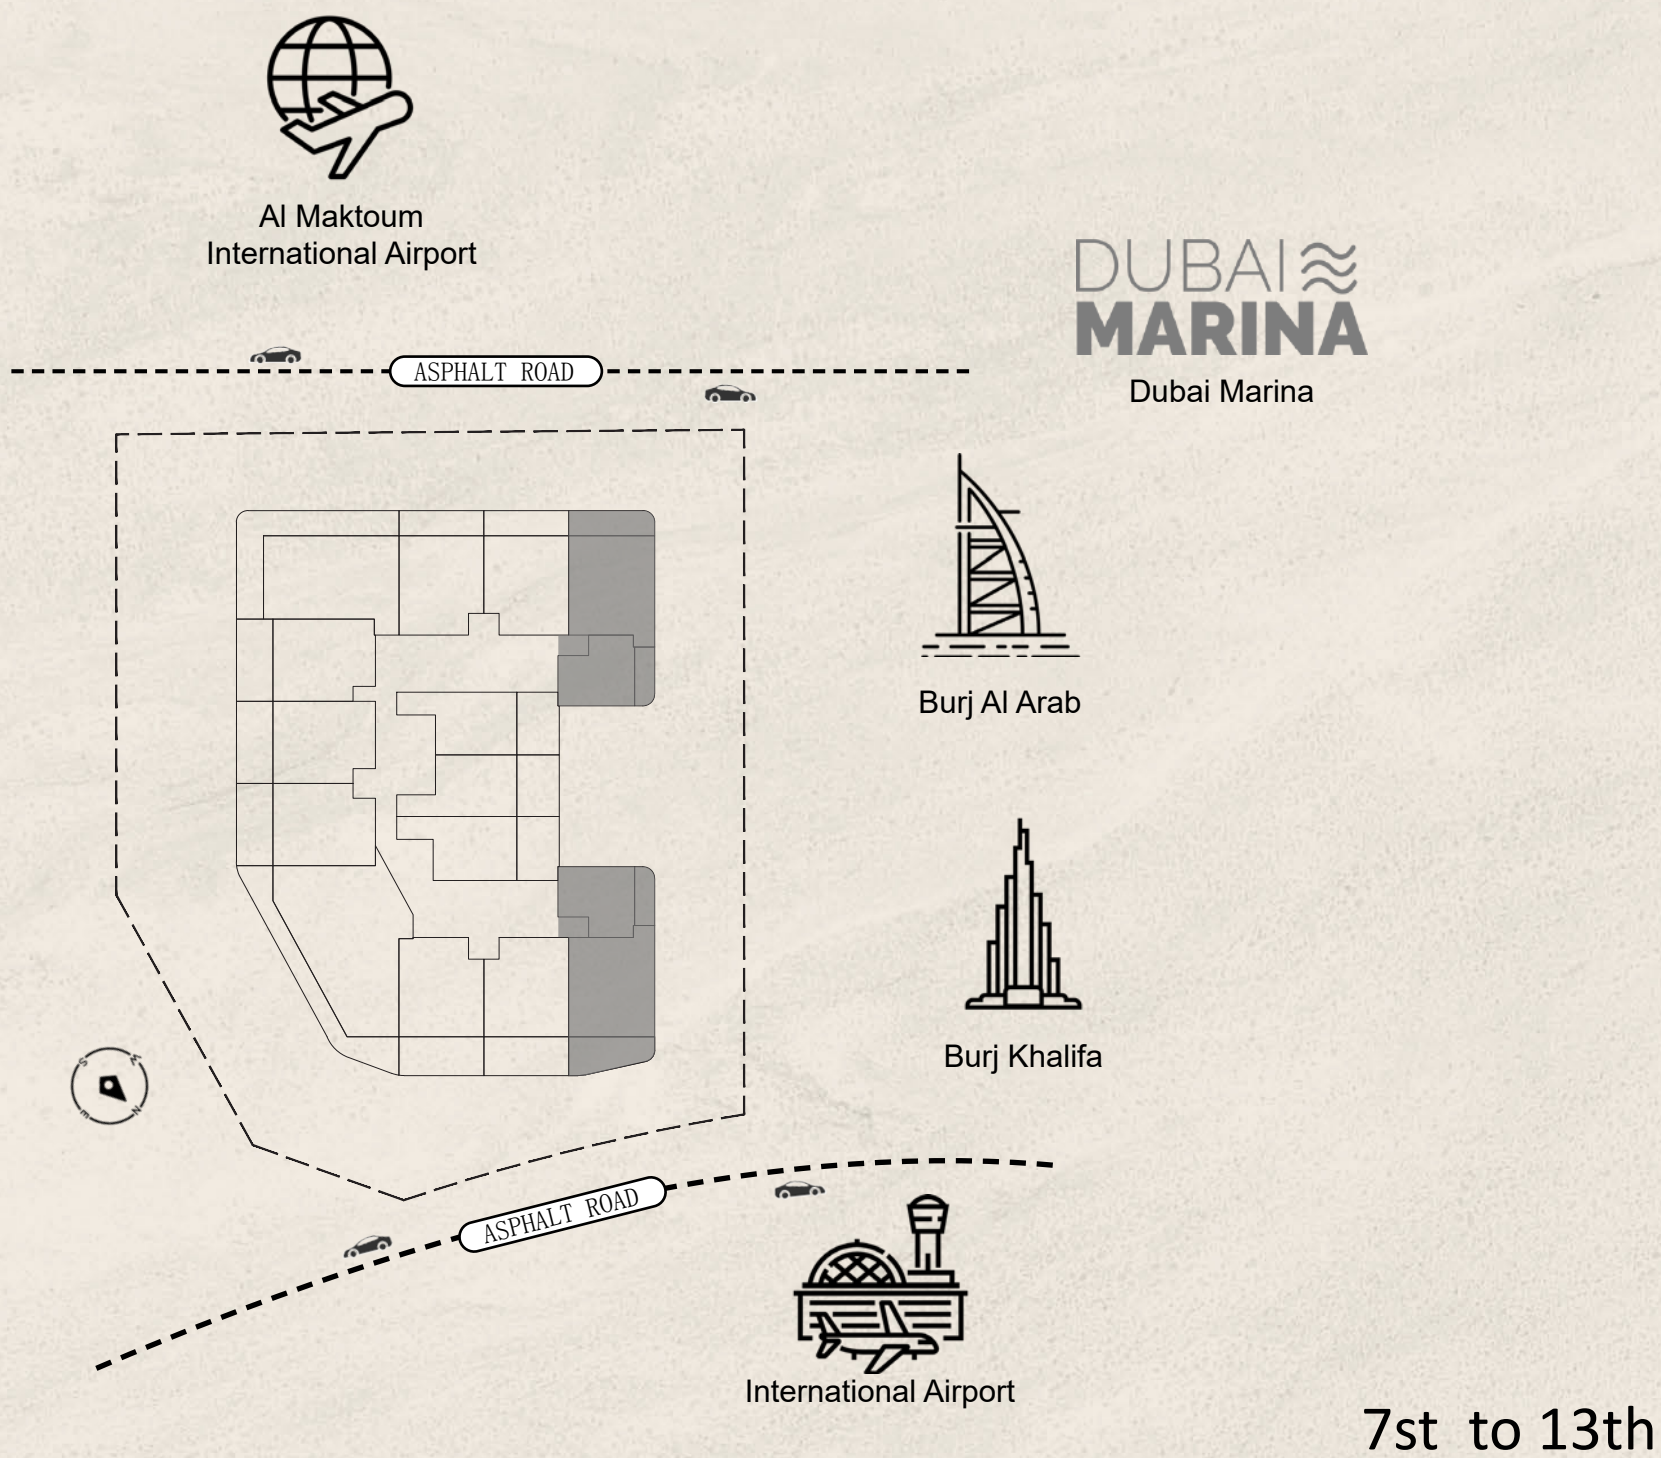 Al Maktoum
International Airport
DUBAI
MARINA
Dubai Marina
ASPHALT ROAD
Burj Al Arab
Burj Khalifa
S
W
N
E
ASPHALT ROAD
International Airport
7st to 13th